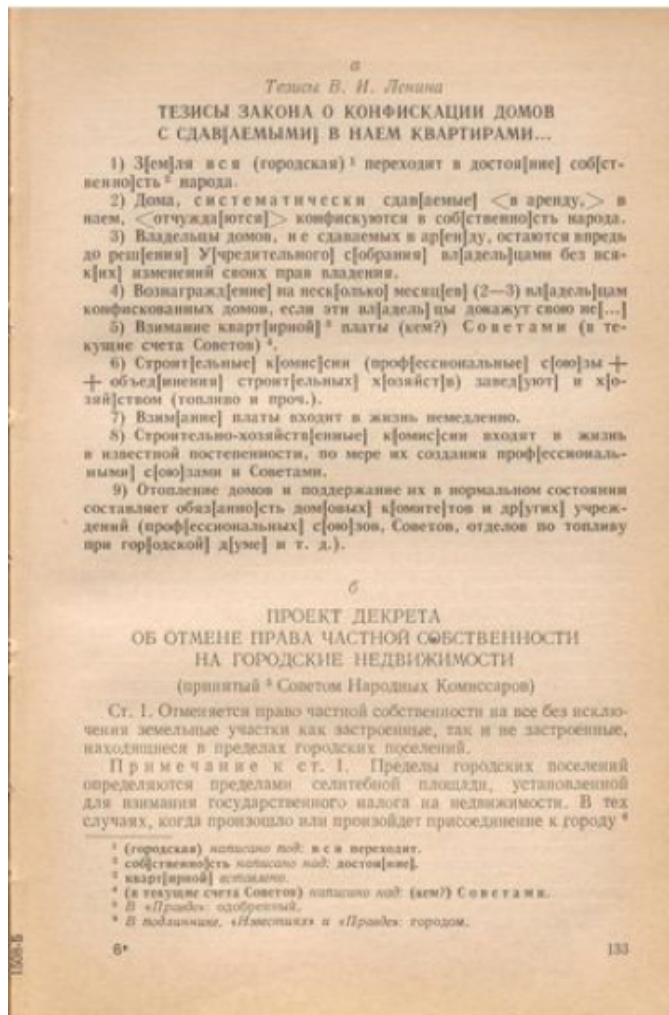 а
Тезисы В. И. Ленина
ТЕЗИСЫ ЗАКОНА О КОНФИСКАЦИИ ДОМОВ
С СДАВ[АЕМЫМИ] В НАЕМ КВАРТИРАМИ...
1) З[ем]ля вся (городская) ¹ переходит в достоя[ние] соб[ст-
венно]сть ² народа.
2) Дома, систематически сдав[аемые] <в аренду,> в
наем, <отчужда[ются]> конфискуются в соб[ственно]сть народа.
3) Владельцы домов, не сдаваемых в ар[ен]ду, остаются впредь
до реш[ения] У[чредительного] с[обрания] вл[адель]цами без вся-
к[их] изменений своих прав владения.
4) Вознагражд[ение] на неск[олько] месяц[ев] (2—3) вл[адель]цам
конфискованных домов, если эти вл[адель]цы докажут свою не[...]
5) Взимание кварт[ирной] ³ платы (кем?) Советами (в те-
кущие счета Советов) ⁴.
6) Строит[ельные] к[омис]сии (проф[ессиональные] с[ою]зы +
+ объед[инения] строит[ельных] х[озяйст]в) завед[уют] и х[о-
зяй]ством (топливо и проч.).
7) Взим[ание] платы входит в жизнь немедленно.
8) Строительно-хозяйств[енные] к[омис]сии входят в жизнь
в известной постепенности, по мере их создания проф[ессиональ-
ными] с[ою]зами и Советами.
9) Отопление домов и поддержание их в нормальном состоянии
составляет обяз[анно]сть дом[овых] к[омите]тов и др[угих] учреж-
дений (проф[ессиональных] с[ою]зов, Советов, отделов по топливу
при гор[одской] д[уме] и т. д.).
б
ПРОЕКТ ДЕКРЕТА
ОБ ОТМЕНЕ ПРАВА ЧАСТНОЙ СОБСТВЕННОСТИ
НА ГОРОДСКИЕ НЕДВИЖИМОСТИ
(принятый ⁵ Советом Народных Комиссаров)
Ст. 1. Отменяется право частной собственности на все без исклю-
чения земельные участки как застроенные, так и не застроенные,
находящиеся в пределах городских поселений.
Примечание к ст. 1. Пределы городских поселений
определяются пределами селитебной площади, установленной
для взимания государственного налога на недвижимости. В тех
случаях, когда произошло или произойдет присоединение к городу ⁶
¹ (городская) написано под: вся переходит.
² соб[ственно]сть написано над: достоя[ние].
³ кварт[ирной] вставлено.
⁴ (в текущие счета Советов) написано над: (кем?) Советами.
⁵ В «Правде»: одобренный.
⁶ В подлиннике, «Известиях» и «Правде»: городом.
6*
133
1508-Б